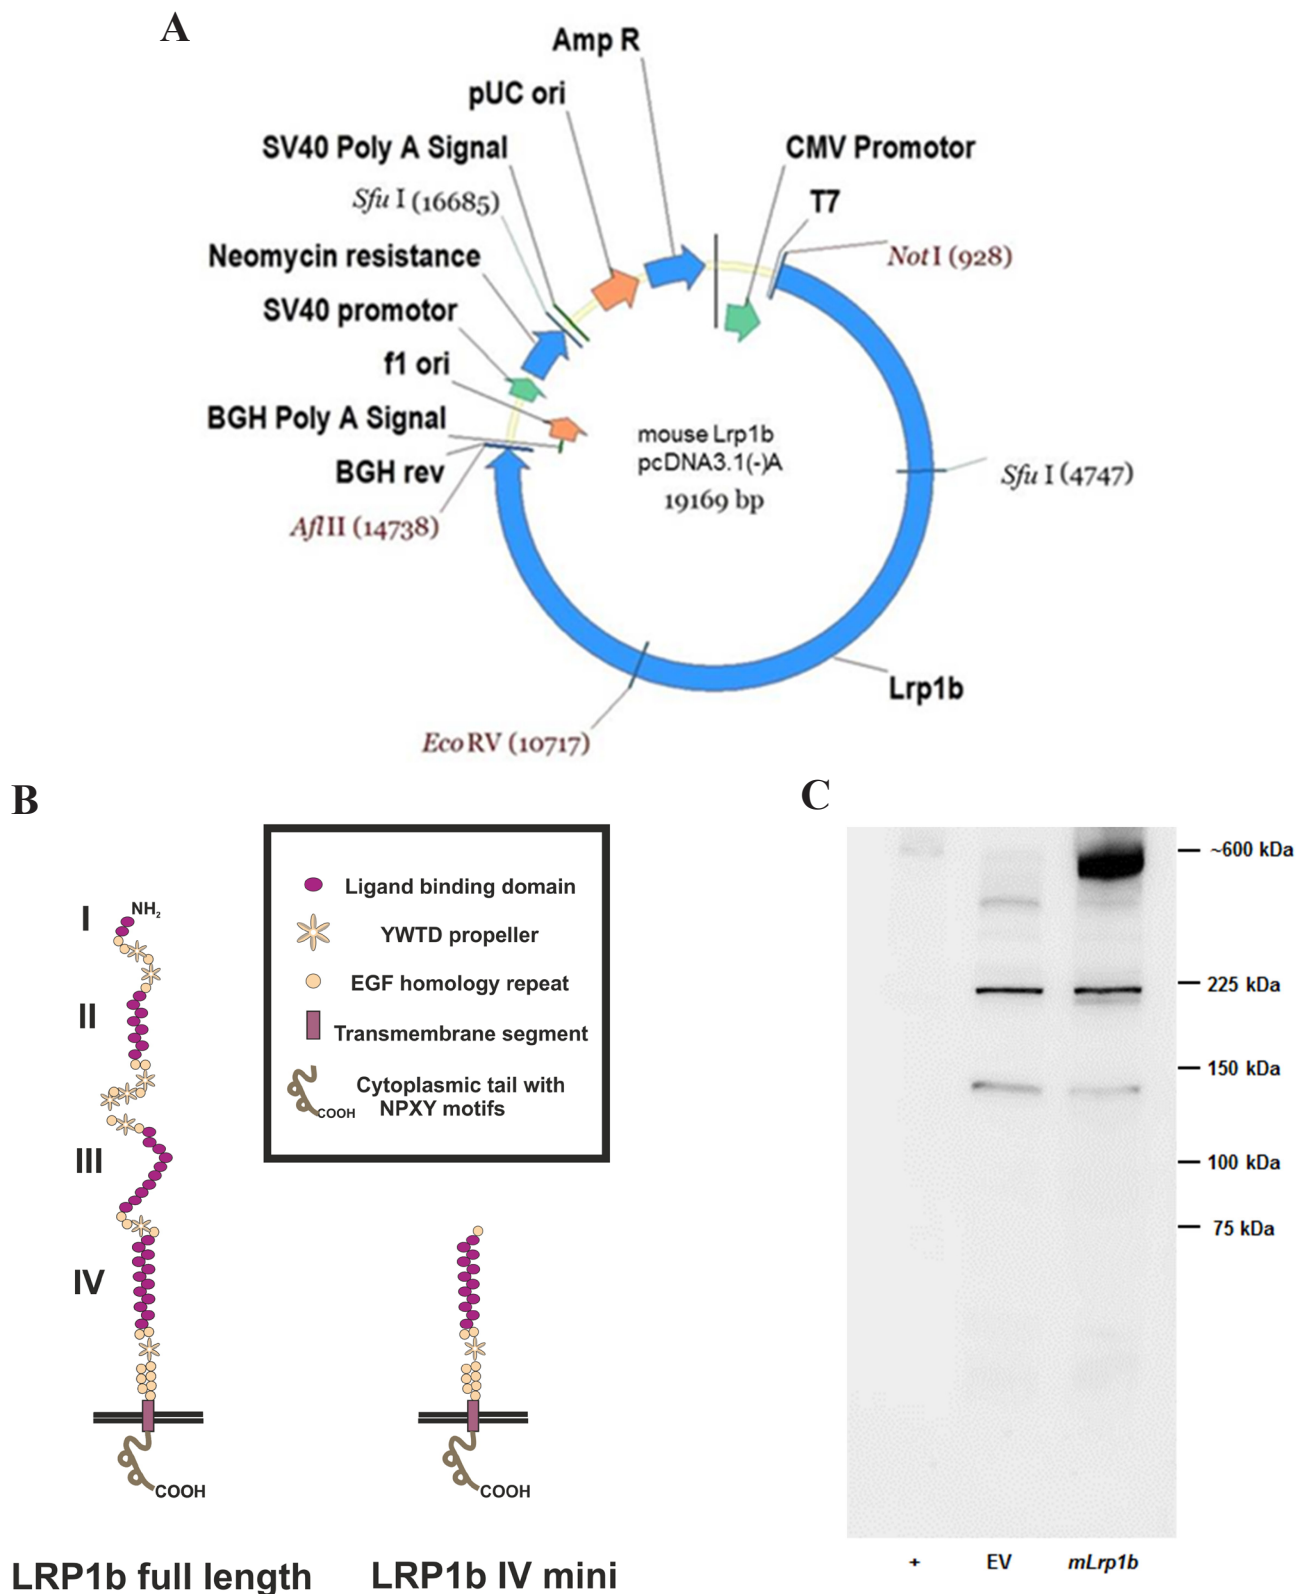 A
Amp R
pUC ori
SV40 Poly A Signal
CMV Promotor
Sfu I (16685)
T7
Neomycin resistance
NotI (928)
SV40 promotor
f1 ori
BGH Poly A Signal
mouse Lrp1b
pcDNA3.1(-)A
19169 bp
BGH rev
Sfu I (4747)
AflII (14738)
Lrp1b
EcoRV (10717)
B
I
NH2
II
III
IV
Ligand binding domain
YWTD propeller
EGF homology repeat
Transmembrane segment
Cytoplasmic tail with
NPXY motifs
COOH
COOH
COOH
LRP1b full length
LRP1b IV mini
C
~600 kDa
225 kDa
150 kDa
100 kDa
75 kDa
+ EV mLrp1b